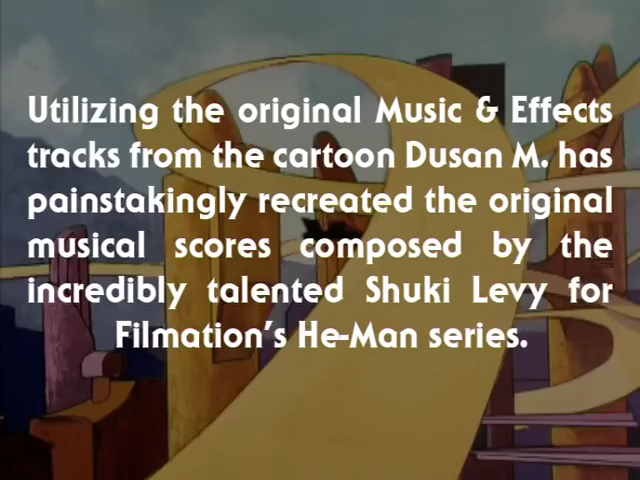 Utilizing the original Music & Effects
tracks from the cartoon Dusan M. has
painstakingly recreated the original
musical scores composed by the
incredibly talented Shuki Levy for
Filmation's He-Man series.